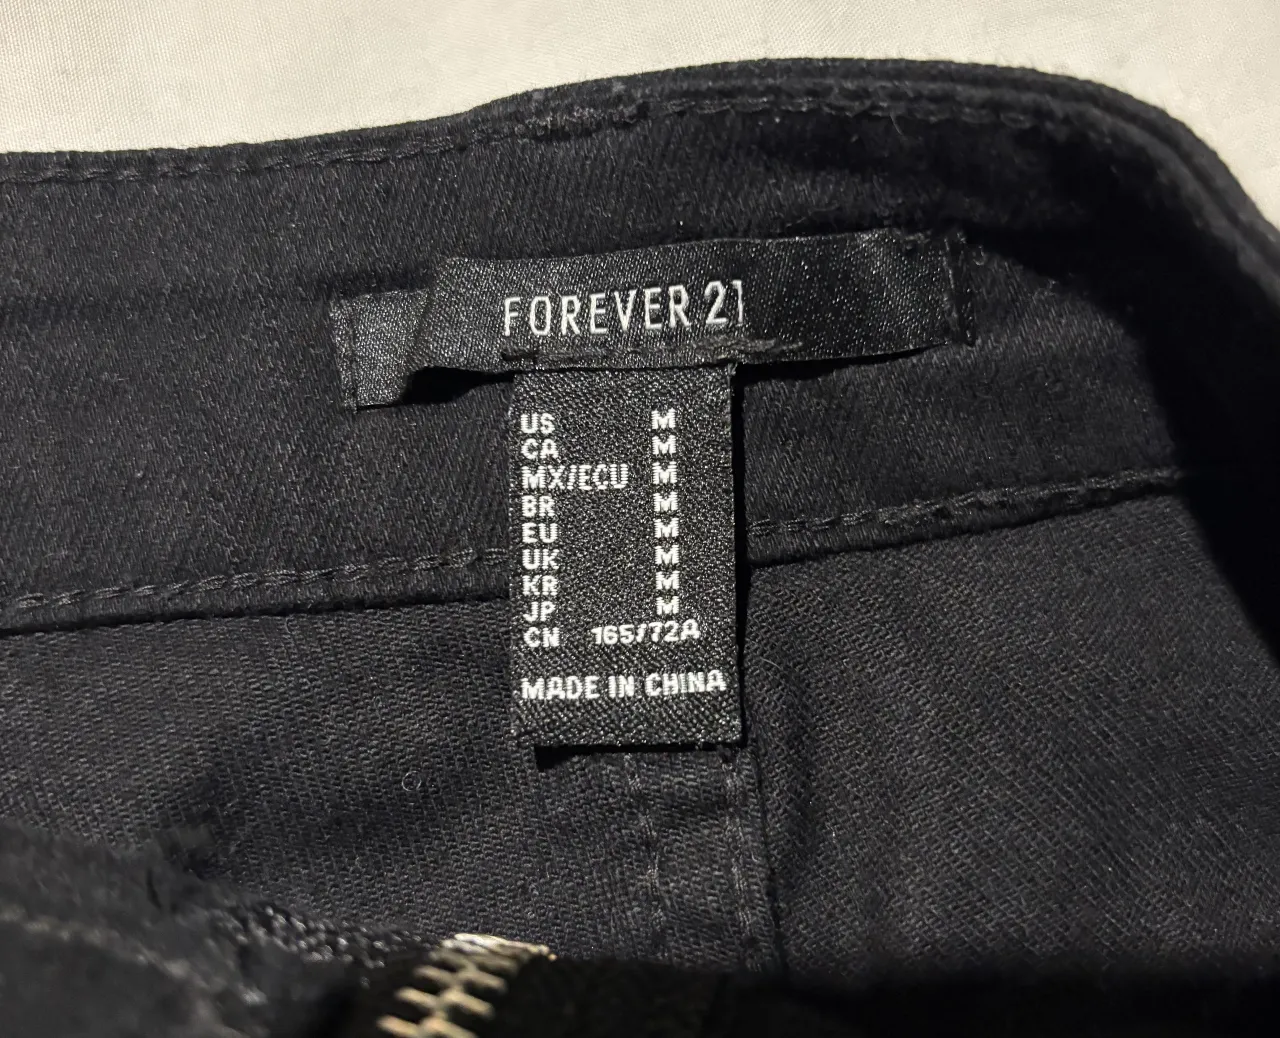 FOREVER 21
US M
CA M
MX/ECU M
BR M
EU M
UK M
KR M
JP M
CN 165/72A
MADE IN CHINA